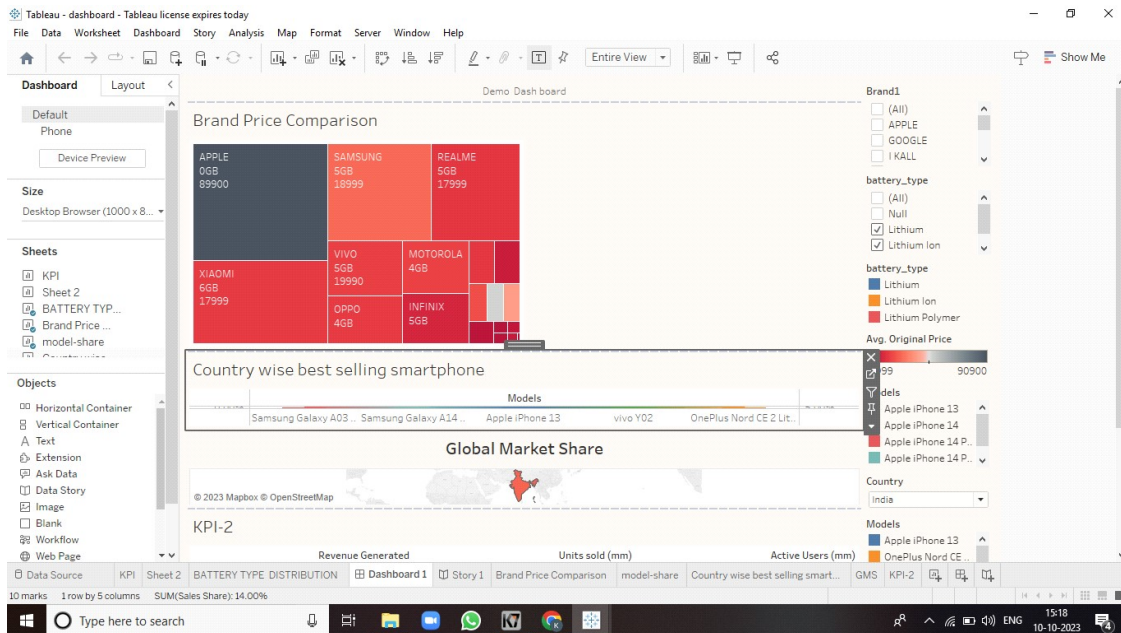 Tableau - dashboard - Tableau license expires today
File Data Worksheet Dashboard Story Analysis Map Format Server Window Help
Entire View
Show Me
Dashboard Layout
Default
Phone
Device Preview
Size
Desktop Browser (1000 x 8...
Sheets
KPI
Sheet 2
BATTERY TYP...
Brand Price ...
model-share
Objects
Horizontal Container
Vertical Container
Text
Extension
Ask Data
Data Story
Image
Blank
Workflow
Web Page
Demo Dash board
Brand Price Comparison
APPLE
0GB
89900
SAMSUNG
5GB
18999
REALME
5GB
17999
XIAOMI
6GB
17999
VIVO
5GB
19990
MOTOROLA
4GB
OPPO
4GB
INFINIX
5GB
Country wise best selling smartphone
Models
Samsung Galaxy A03 .. Samsung Galaxy A14 .. Apple iPhone 13 vivo Y02 OnePlus Nord CE 2 Lit..
Global Market Share
© 2023 Mapbox © OpenStreetMap
KPI-2
Revenue Generated Units sold (mm) Active Users (mm)
Brand1
(All)
APPLE
GOOGLE
I KALL
battery_type
(All)
Null
Lithium
Lithium Ion
battery_type
Lithium
Lithium Ion
Lithium Polymer
Avg. Original Price
99 90900
dels
Apple iPhone 13
Apple iPhone 14
Apple iPhone 14 P..
Apple iPhone 14 P..
Country
India
Models
Apple iPhone 13
OnePlus Nord CE ..
Data Source KPI Sheet 2 BATTERY TYPE DISTRIBUTION Dashboard 1 Story 1 Brand Price Comparison model-share Country wise best selling smart... GMS KPI-2
10 marks 1 row by 5 columns SUM(Sales Share): 14.00%
Type here to search
ENG
15:18
10-10-2023
4